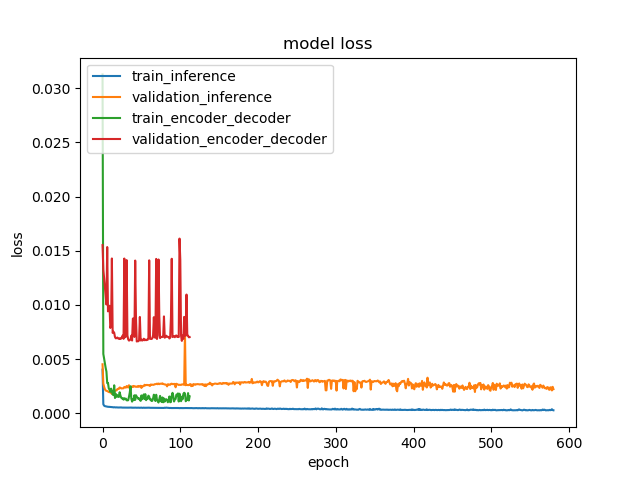 model loss
train_inference
validation_inference
train_encoder_decoder
validation_encoder_decoder
loss
0.030
0.025
0.020
0.015
0.010
0.005
0.000
0 100 200 300 400 500 600
epoch